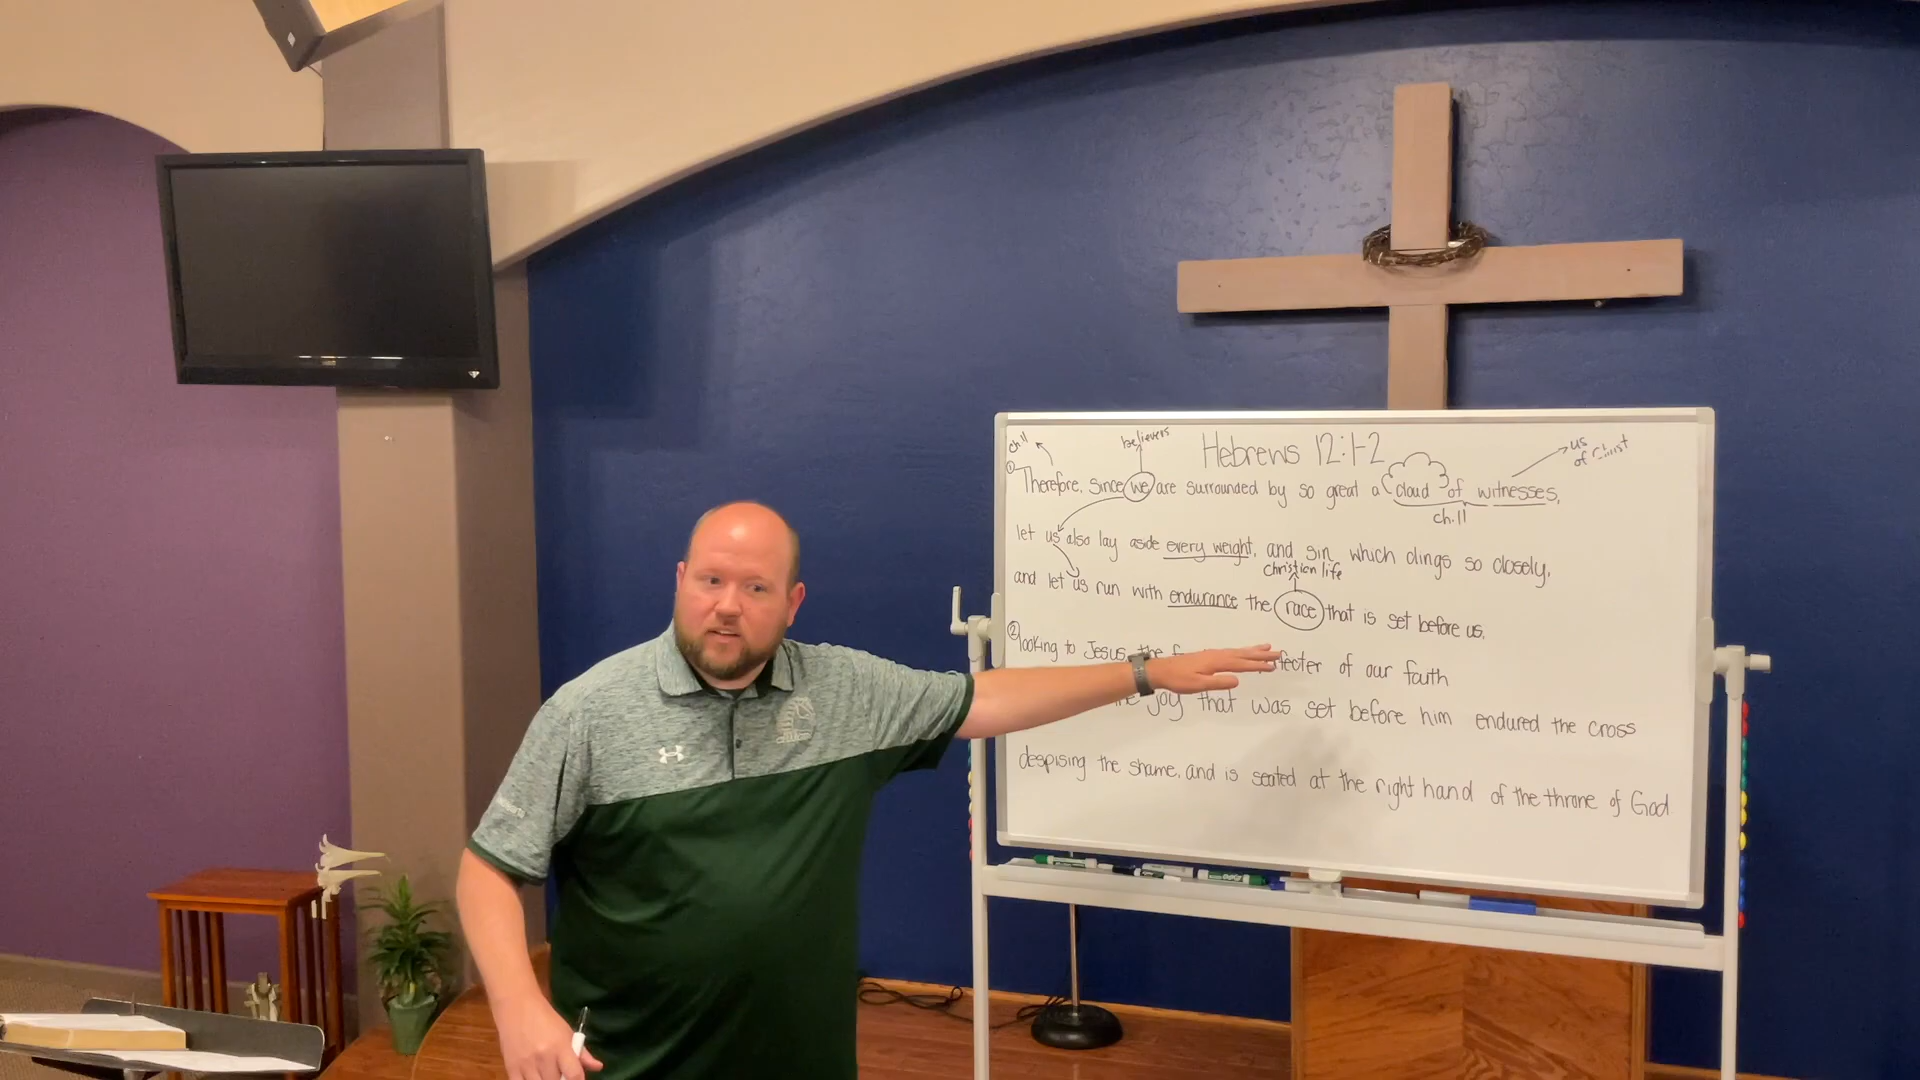 Hebrews 12:1-2
ch.11
believers
us
of Christ
① Therefore, since we are surrounded by so great a cloud of witnesses,
ch.11
let us also lay aside every weight, and sin which clings so closely,
christian life
and let us run with endurance the race that is set before us,
② looking to Jesus, the fecter of our faith
joy that was set before him endured the cross
despising the shame, and is seated at the right hand of the throne of God